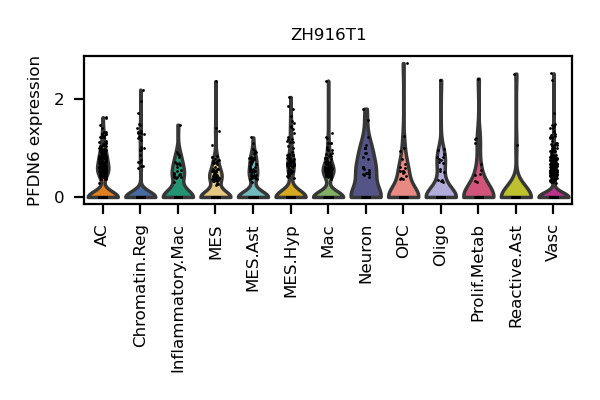 ZH916T1
PFDN6 expression
2
0
AC
Chromatin.Reg
Inflammatory.Mac
MES
MES.Ast
MES.Hyp
Mac
Neuron
OPC
Oligo
Prolif.Metab
Reactive.Ast
Vasc